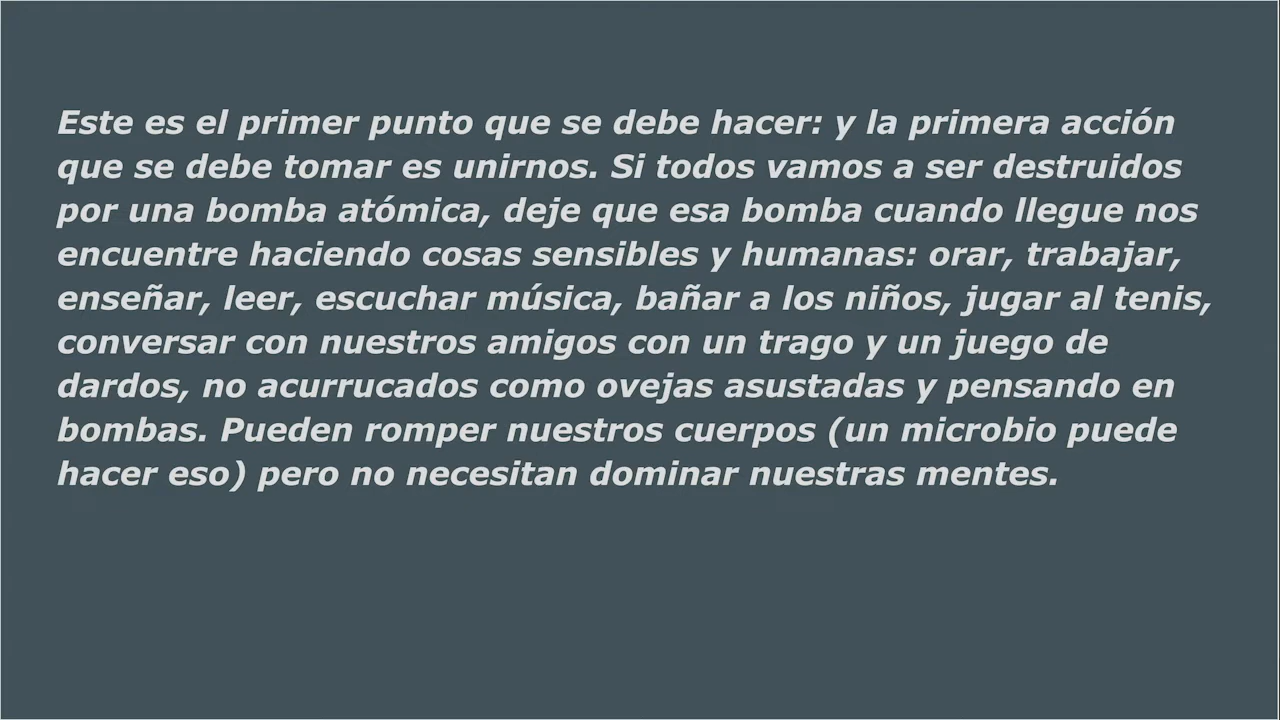 Este es el primer punto que se debe hacer: y la primera acción
que se debe tomar es unirnos. Si todos vamos a ser destruidos
por una bomba atómica, deje que esa bomba cuando llegue nos
encuentre haciendo cosas sensibles y humanas: orar, trabajar,
enseñar, leer, escuchar música, bañar a los niños, jugar al tenis,
conversar con nuestros amigos con un trago y un juego de
dardos, no acurrucados como ovejas asustadas y pensando en
bombas. Pueden romper nuestros cuerpos (un microbio puede
hacer eso) pero no necesitan dominar nuestras mentes.